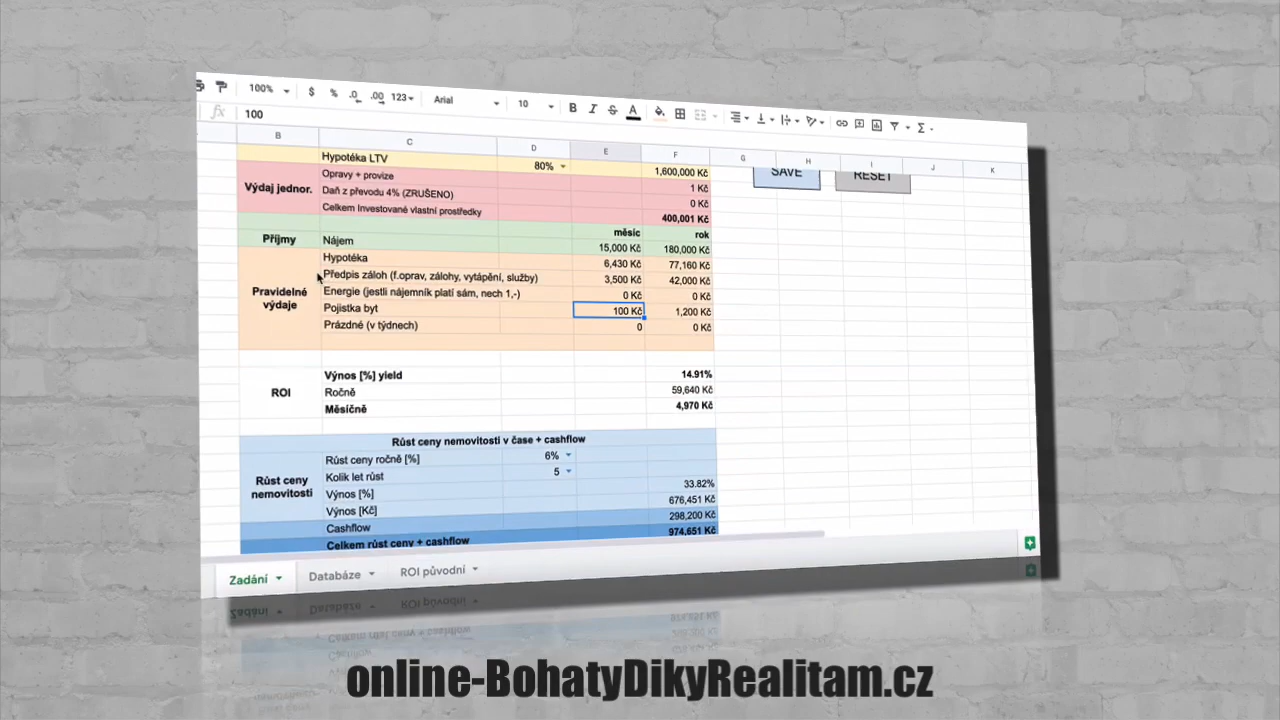 100% $ % .0 .00 123 Arial 10 B I S A
fx 100
B C D E F G H I J K
Hypotéka LTV 80% 1,600,000 Kč
SAVE RESET
Výdaj jednor. Opravy + provize 1 Kč
Daň z převodu 4% (ZRUŠENO) 0 Kč
Celkem Investované vlastní prostředky 400,001 Kč
měsíc rok
Příjmy Nájem 15,000 Kč 180,000 Kč
Hypotéka 6,430 Kč 77,160 Kč
Předpis záloh (f.oprav, zálohy, vytápění, služby) 3,500 Kč 42,000 Kč
Pravidelné výdaje Energie (jestli nájemník platí sám, nech 1,-) 0 Kč 0 Kč
Pojistka byt 100 Kč 1,200 Kč
Prázdné (v týdnech) 0 0 Kč
Výnos [%] yield 14.91%
ROI Ročně 59,640 Kč
Měsíčně 4,970 Kč
Růst ceny nemovitosti v čase + cashflow
Růst ceny ročně [%] 6%
Růst ceny nemovitosti Kolik let růst 5
Výnos [%] 33.82%
Výnos [Kč] 676,451 Kč
Cashflow 298,200 Kč
Celkem růst ceny + cashflow 974,651 Kč
Zadání Databáze ROI původní
online-BohatyDikyRealitam.cz